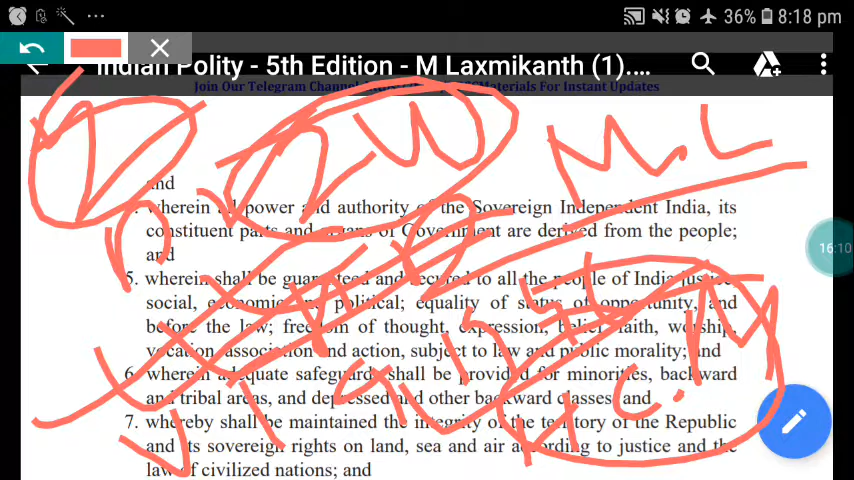 36% 8:18 pm
Indian Polity - 5th Edition - M Laxmikanth (1)....
Join Our Telegram Channel Materials For Instant Updates
2W M.L
and
wherein all power and authority of the Sovereign Independent India, its
constituent parts and organs of Government are derived from the people;
and
16:10
5. wherein shall be guaranteed and secured to all the people of India justice,
social, economic and political; equality of status of opportunity, and
before the law; freedom of thought, expression, belief, faith, worship,
vocation, association and action, subject to law and public morality; and
6. wherein adequate safeguards shall be provided for minorities, backward
and tribal areas, and depressed and other backward classes; and
7. whereby shall be maintained the integrity of the territory of the Republic
and its sovereign rights on land, sea and air according to justice and the
law of civilized nations; and